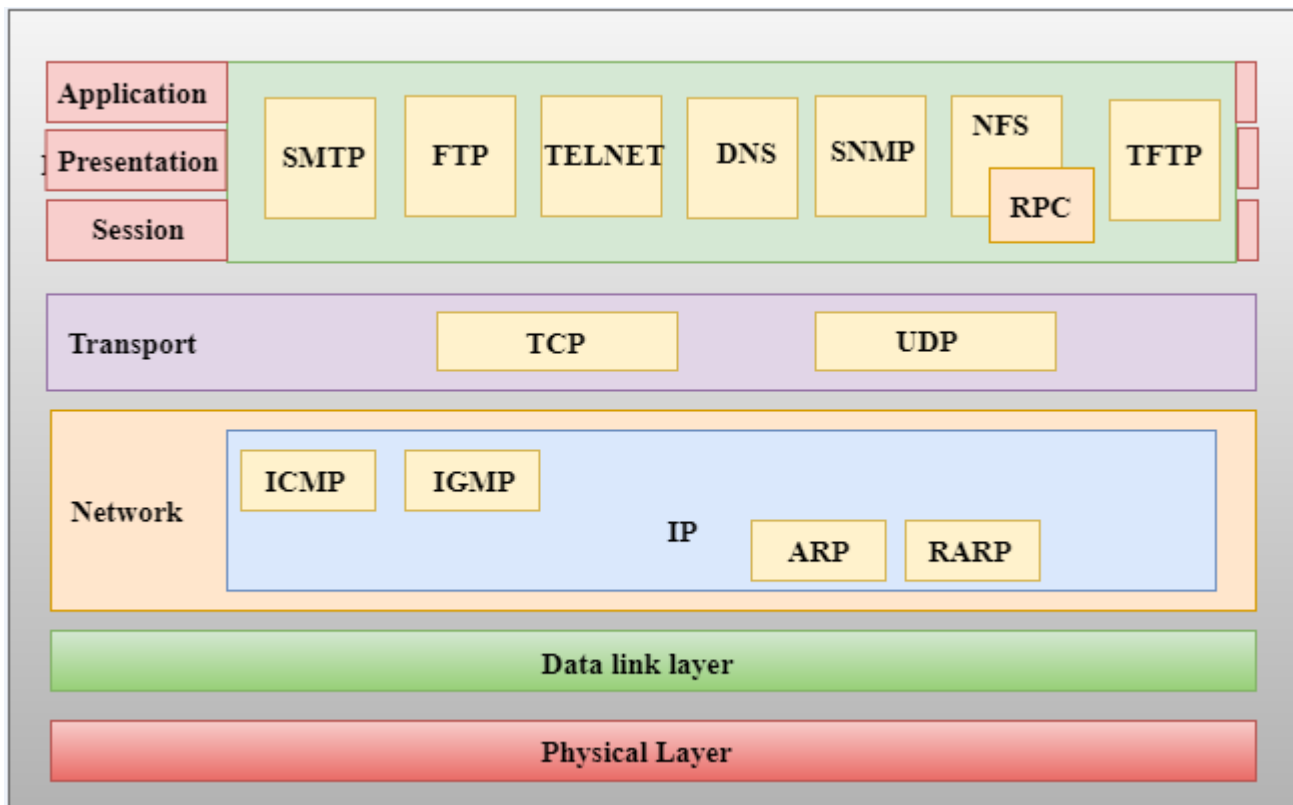 Application
Presentation
Session
SMTP
FTP
TELNET
DNS
SNMP
NFS
RPC
TFTP
Transport
TCP
UDP
Network
ICMP
IGMP
IP
ARP
RARP
Data link layer
Physical Layer